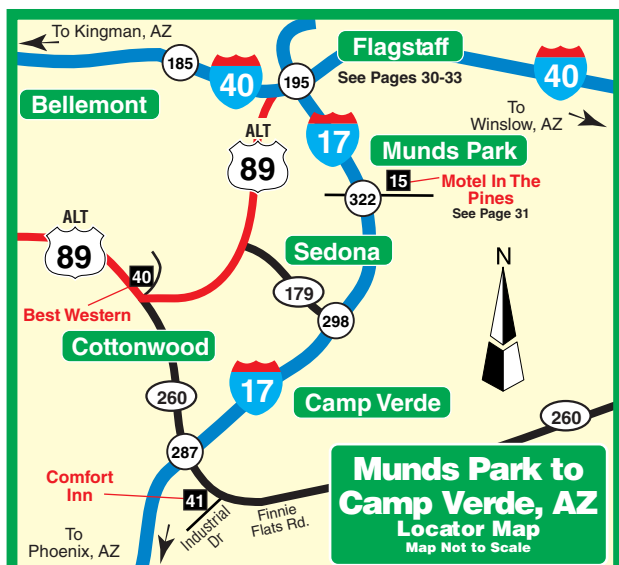 To Kingman, AZ
185
40
195
Flagstaff
See Pages 30-33
40
Bellemont
To
Winslow, AZ
ALT
89
17
Munds Park
15
Motel In The
Pines
See Page 31
322
ALT
89
Sedona
N
40
179
Best Western
298
Cottonwood
17
260
Camp Verde
260
287
Comfort
Inn
41
Industrial
Dr
Finnie
Flats Rd.
To
Phoenix, AZ
Munds Park to
Camp Verde, AZ
Locator Map
Map Not to Scale